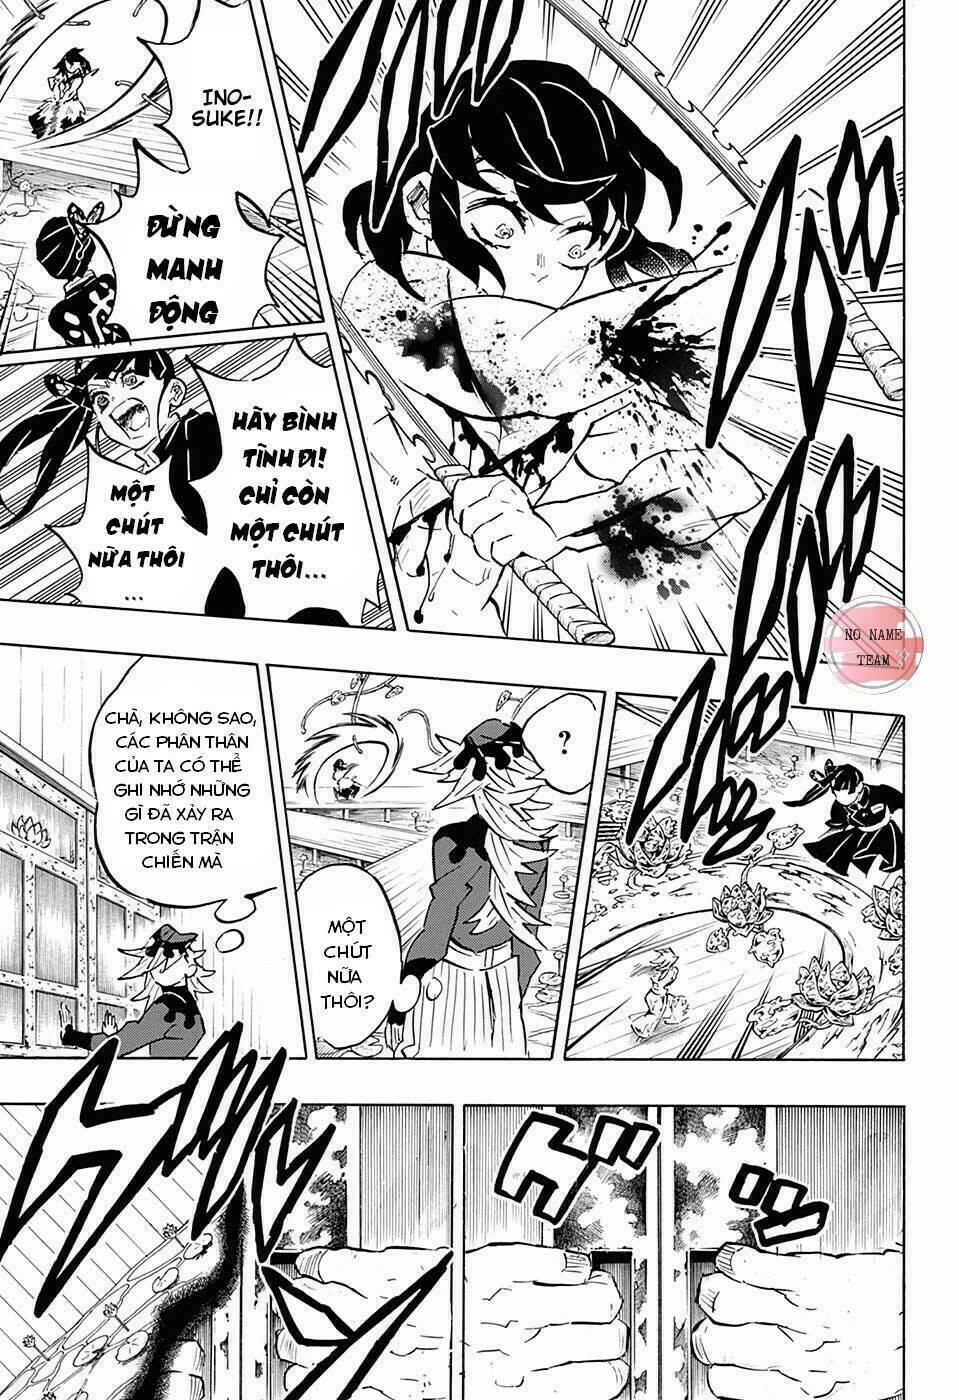 INO-
SUKE!!
ĐỪNG
MANH
ĐỘNG
HÃY BÌNH
TĨNH ĐI!
CHỈ CÒN
MỘT CHÚT
THÔI...
MỘT
CHÚT
NỮA THÔI
...
NO NAME
TEAM
?
MỘT
CHÚT
NỮA
THÔI?
CHÀ, KHÔNG SAO,
CÁC PHÂN THÂN
CỦA TA CÓ THỂ
GHI NHỚ NHỮNG
GÌ ĐÃ XẢY RA
TRONG TRẬN
CHIẾN MÀ